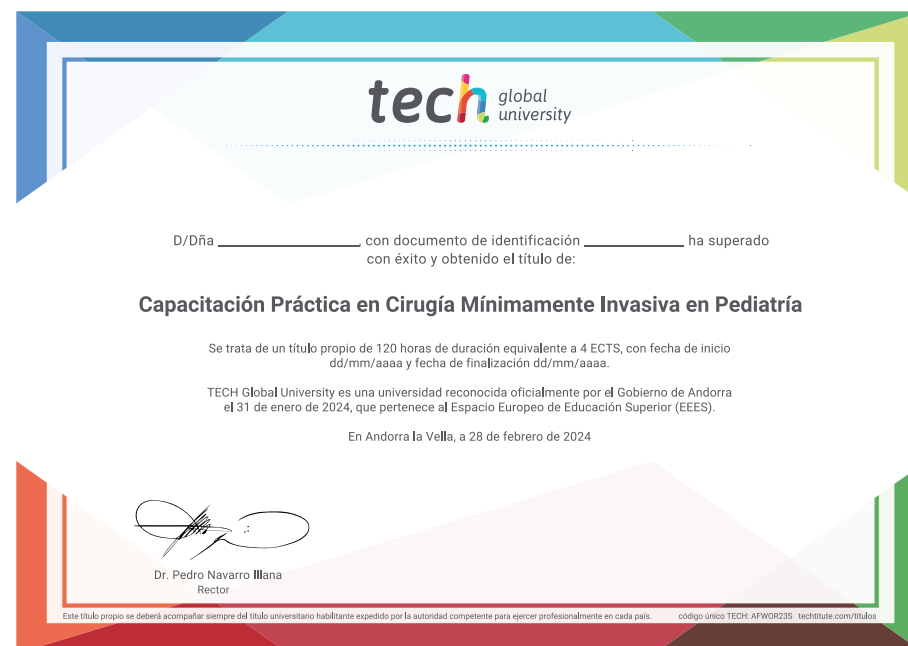 tech global university
D/Dña ____________________, con documento de identificación ______________ ha superado
con éxito y obtenido el título de:
Capacitación Práctica en Cirugía Mínimamente Invasiva en Pediatría
Se trata de un título propio de 120 horas de duración equivalente a 4 ECTS, con fecha de inicio
dd/mm/aaaa y fecha de finalización dd/mm/aaaa.
TECH Global University es una universidad reconocida oficialmente por el Gobierno de Andorra
el 31 de enero de 2024, que pertenece al Espacio Europeo de Educación Superior (EEES).
En Andorra la Vella, a 28 de febrero de 2024
Dr. Pedro Navarro Illana
Rector
Este título propio se deberá acompañar siempre del título universitario habilitante expedido por la autoridad competente para ejercer profesionalmente en cada país. código único TECH: AFWOR23S techtitute.com/titulos